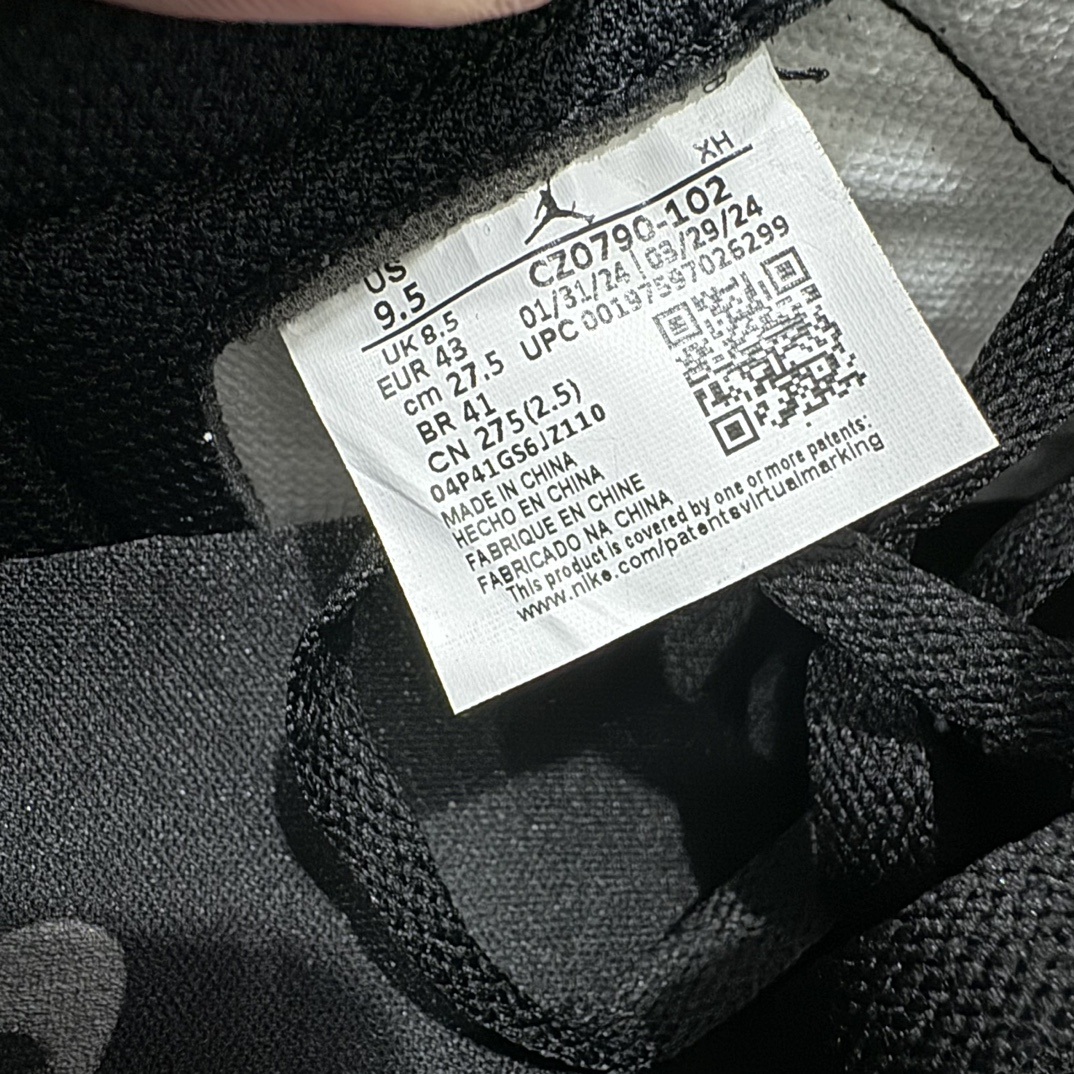 XH
US
9.5
CZ0790-102
01/31/24 03/29/24
UPC 00197597026299
UK 8.5
EUR 43
cm 27.5
BR 41
CN 275(2.5)
04P41GS6JZ110
MADE IN CHINA
HECHO EN CHINA
FABRIQUE EN CHINE
FABRICADO NA CHINA
This product is covered by one or more patents:
www.nike.com/patentsvirtualmarking